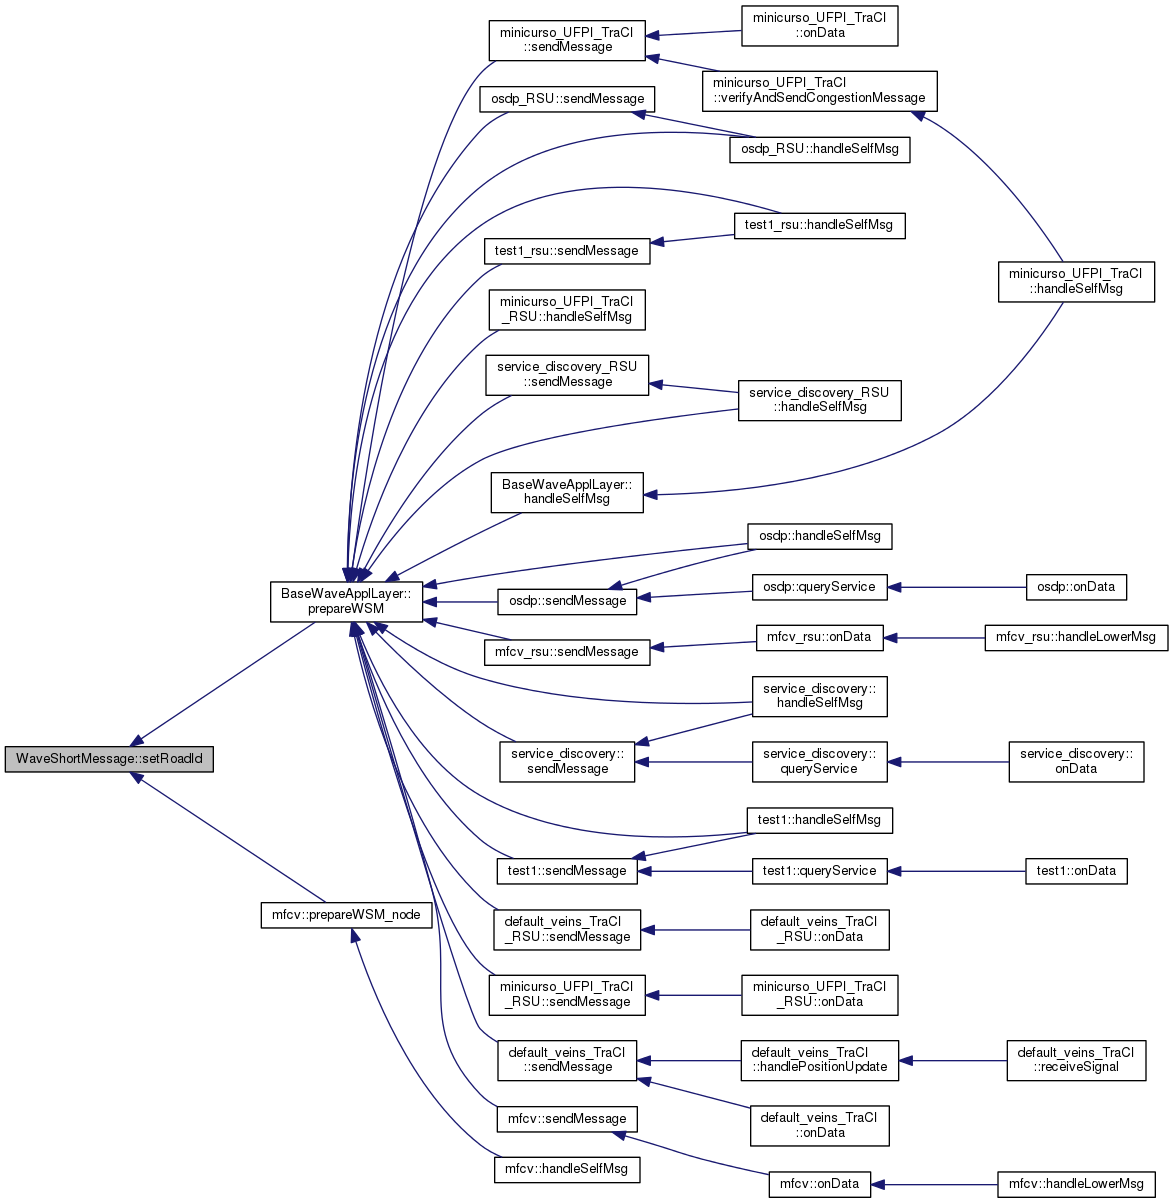 minicurso_UFPI_TraCI
::sendMessage
minicurso_UFPI_TraCI
::onData
minicurso_UFPI_TraCI
::verifyAndSendCongestionMessage
osdp_RSU::sendMessage
osdp_RSU::handleSelfMsg
test1_rsu::handleSelfMsg
test1_rsu::sendMessage
minicurso_UFPI_TraCI
::handleSelfMsg
minicurso_UFPI_TraCI
_RSU::handleSelfMsg
service_discovery_RSU
::sendMessage
service_discovery_RSU
::handleSelfMsg
BaseWaveApplLayer::
handleSelfMsg
osdp::handleSelfMsg
BaseWaveApplLayer::
prepareWSM
osdp::sendMessage
osdp::queryService
osdp::onData
mfcv_rsu::sendMessage
mfcv_rsu::onData
mfcv_rsu::handleLowerMsg
service_discovery::
handleSelfMsg
WaveShortMessage::setRoadId
service_discovery::
sendMessage
service_discovery::
queryService
service_discovery::
onData
test1::handleSelfMsg
test1::sendMessage
test1::queryService
test1::onData
mfcv::prepareWSM_node
default_veins_TraCI
_RSU::sendMessage
default_veins_TraCI
_RSU::onData
minicurso_UFPI_TraCI
_RSU::sendMessage
minicurso_UFPI_TraCI
_RSU::onData
default_veins_TraCI
::sendMessage
default_veins_TraCI
::handlePositionUpdate
default_veins_TraCI
::receiveSignal
mfcv::sendMessage
default_veins_TraCI
::onData
mfcv::handleSelfMsg
mfcv::onData
mfcv::handleLowerMsg